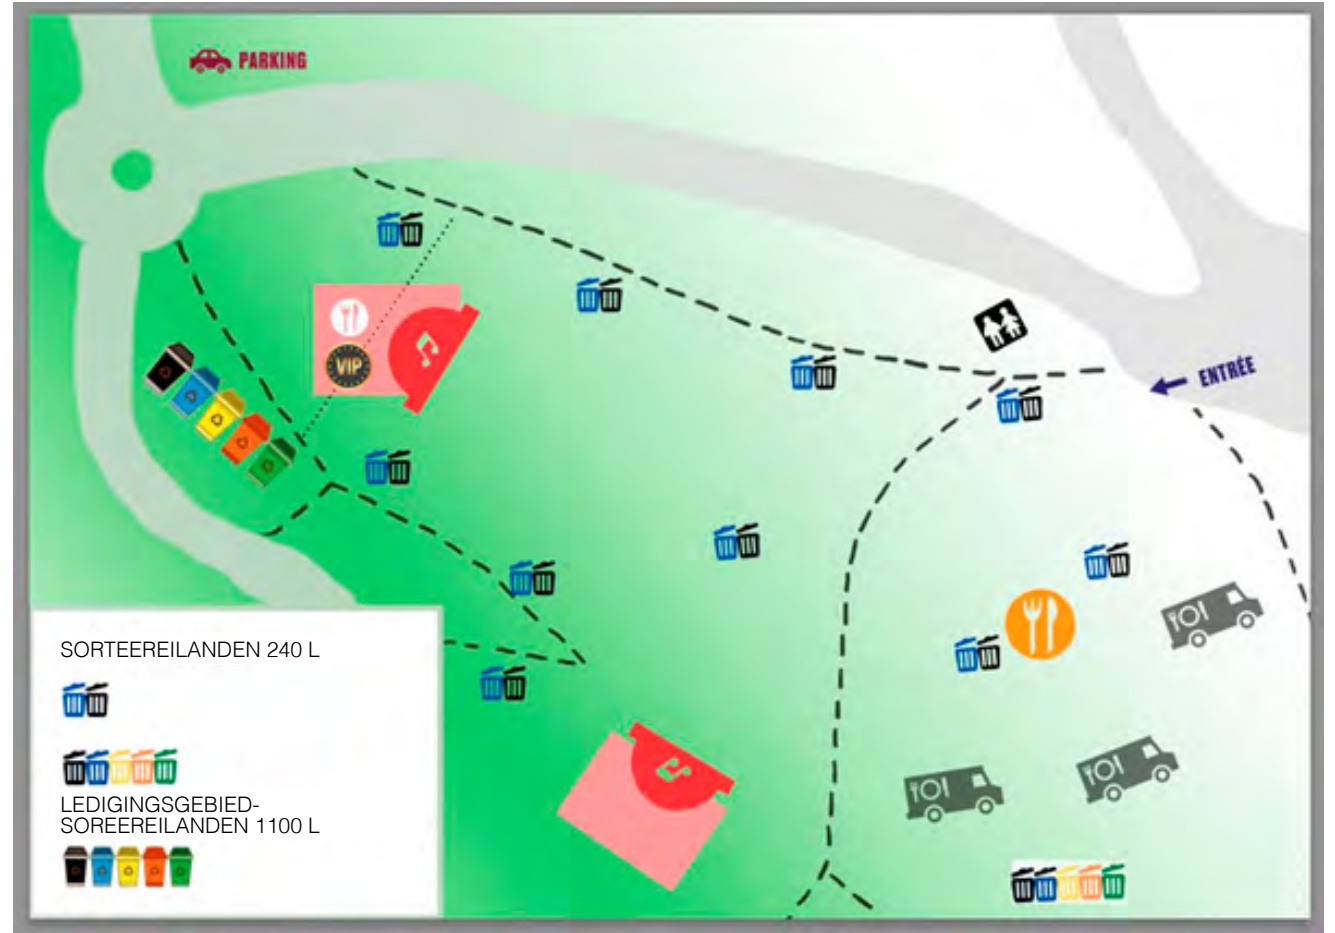 PARKING
VIP
ENTRÉE
SORTEEREILANDEN 240 L
LEDIGINGSGEBIED-
SOREEREILANDEN 1100 L